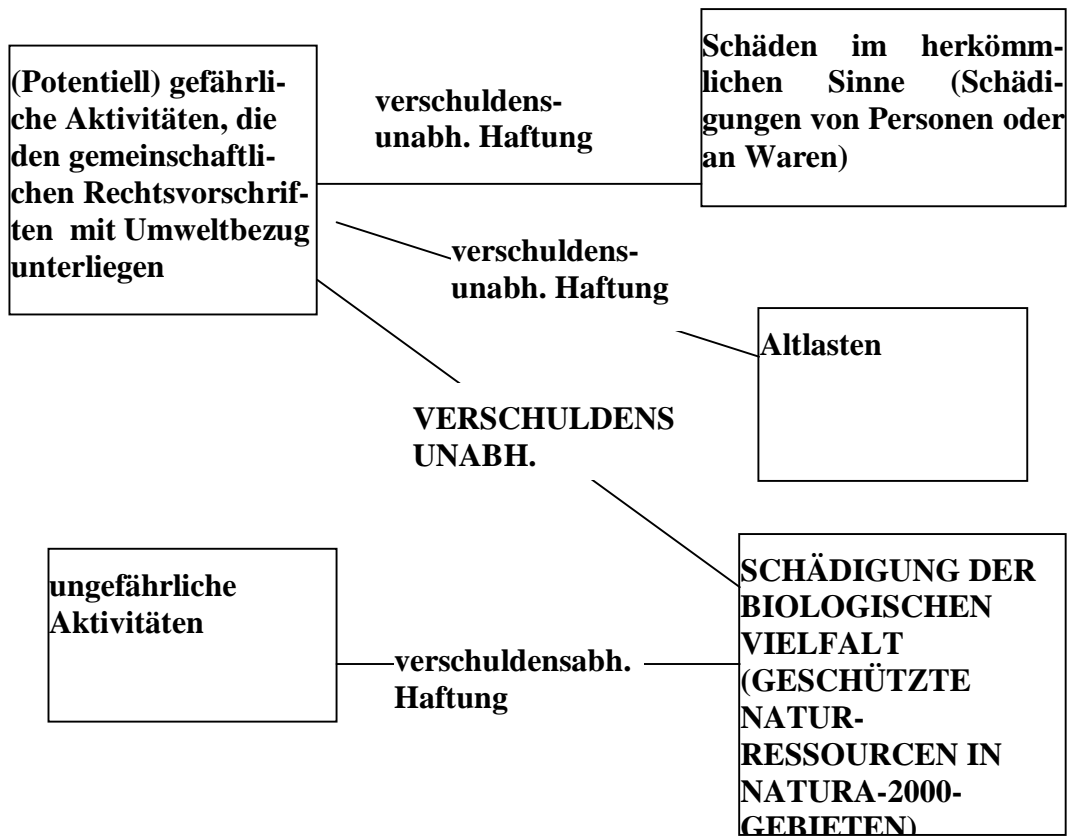 (Potentiell) gefährli-
che Aktivitäten, die
den gemeinschaftli-
chen Rechtsvorschrif-
ten mit Umweltbezug
unterliegen
verschuldens-
unabh. Haftung
Schäden im herkömm-
lichen Sinne (Schädi-
gungen von Personen oder
an Waren)
verschuldens-
unabh. Haftung
Altlasten
VERSCHULDENS
UNABH.
ungefährliche
Aktivitäten
verschuldensabh.
Haftung
SCHÄDIGUNG DER
BIOLOGISCHEN
VIELFALT
(GESCHÜTZTE
NATUR-
RESSOURCEN IN
NATURA-2000-
GEBIETEN)